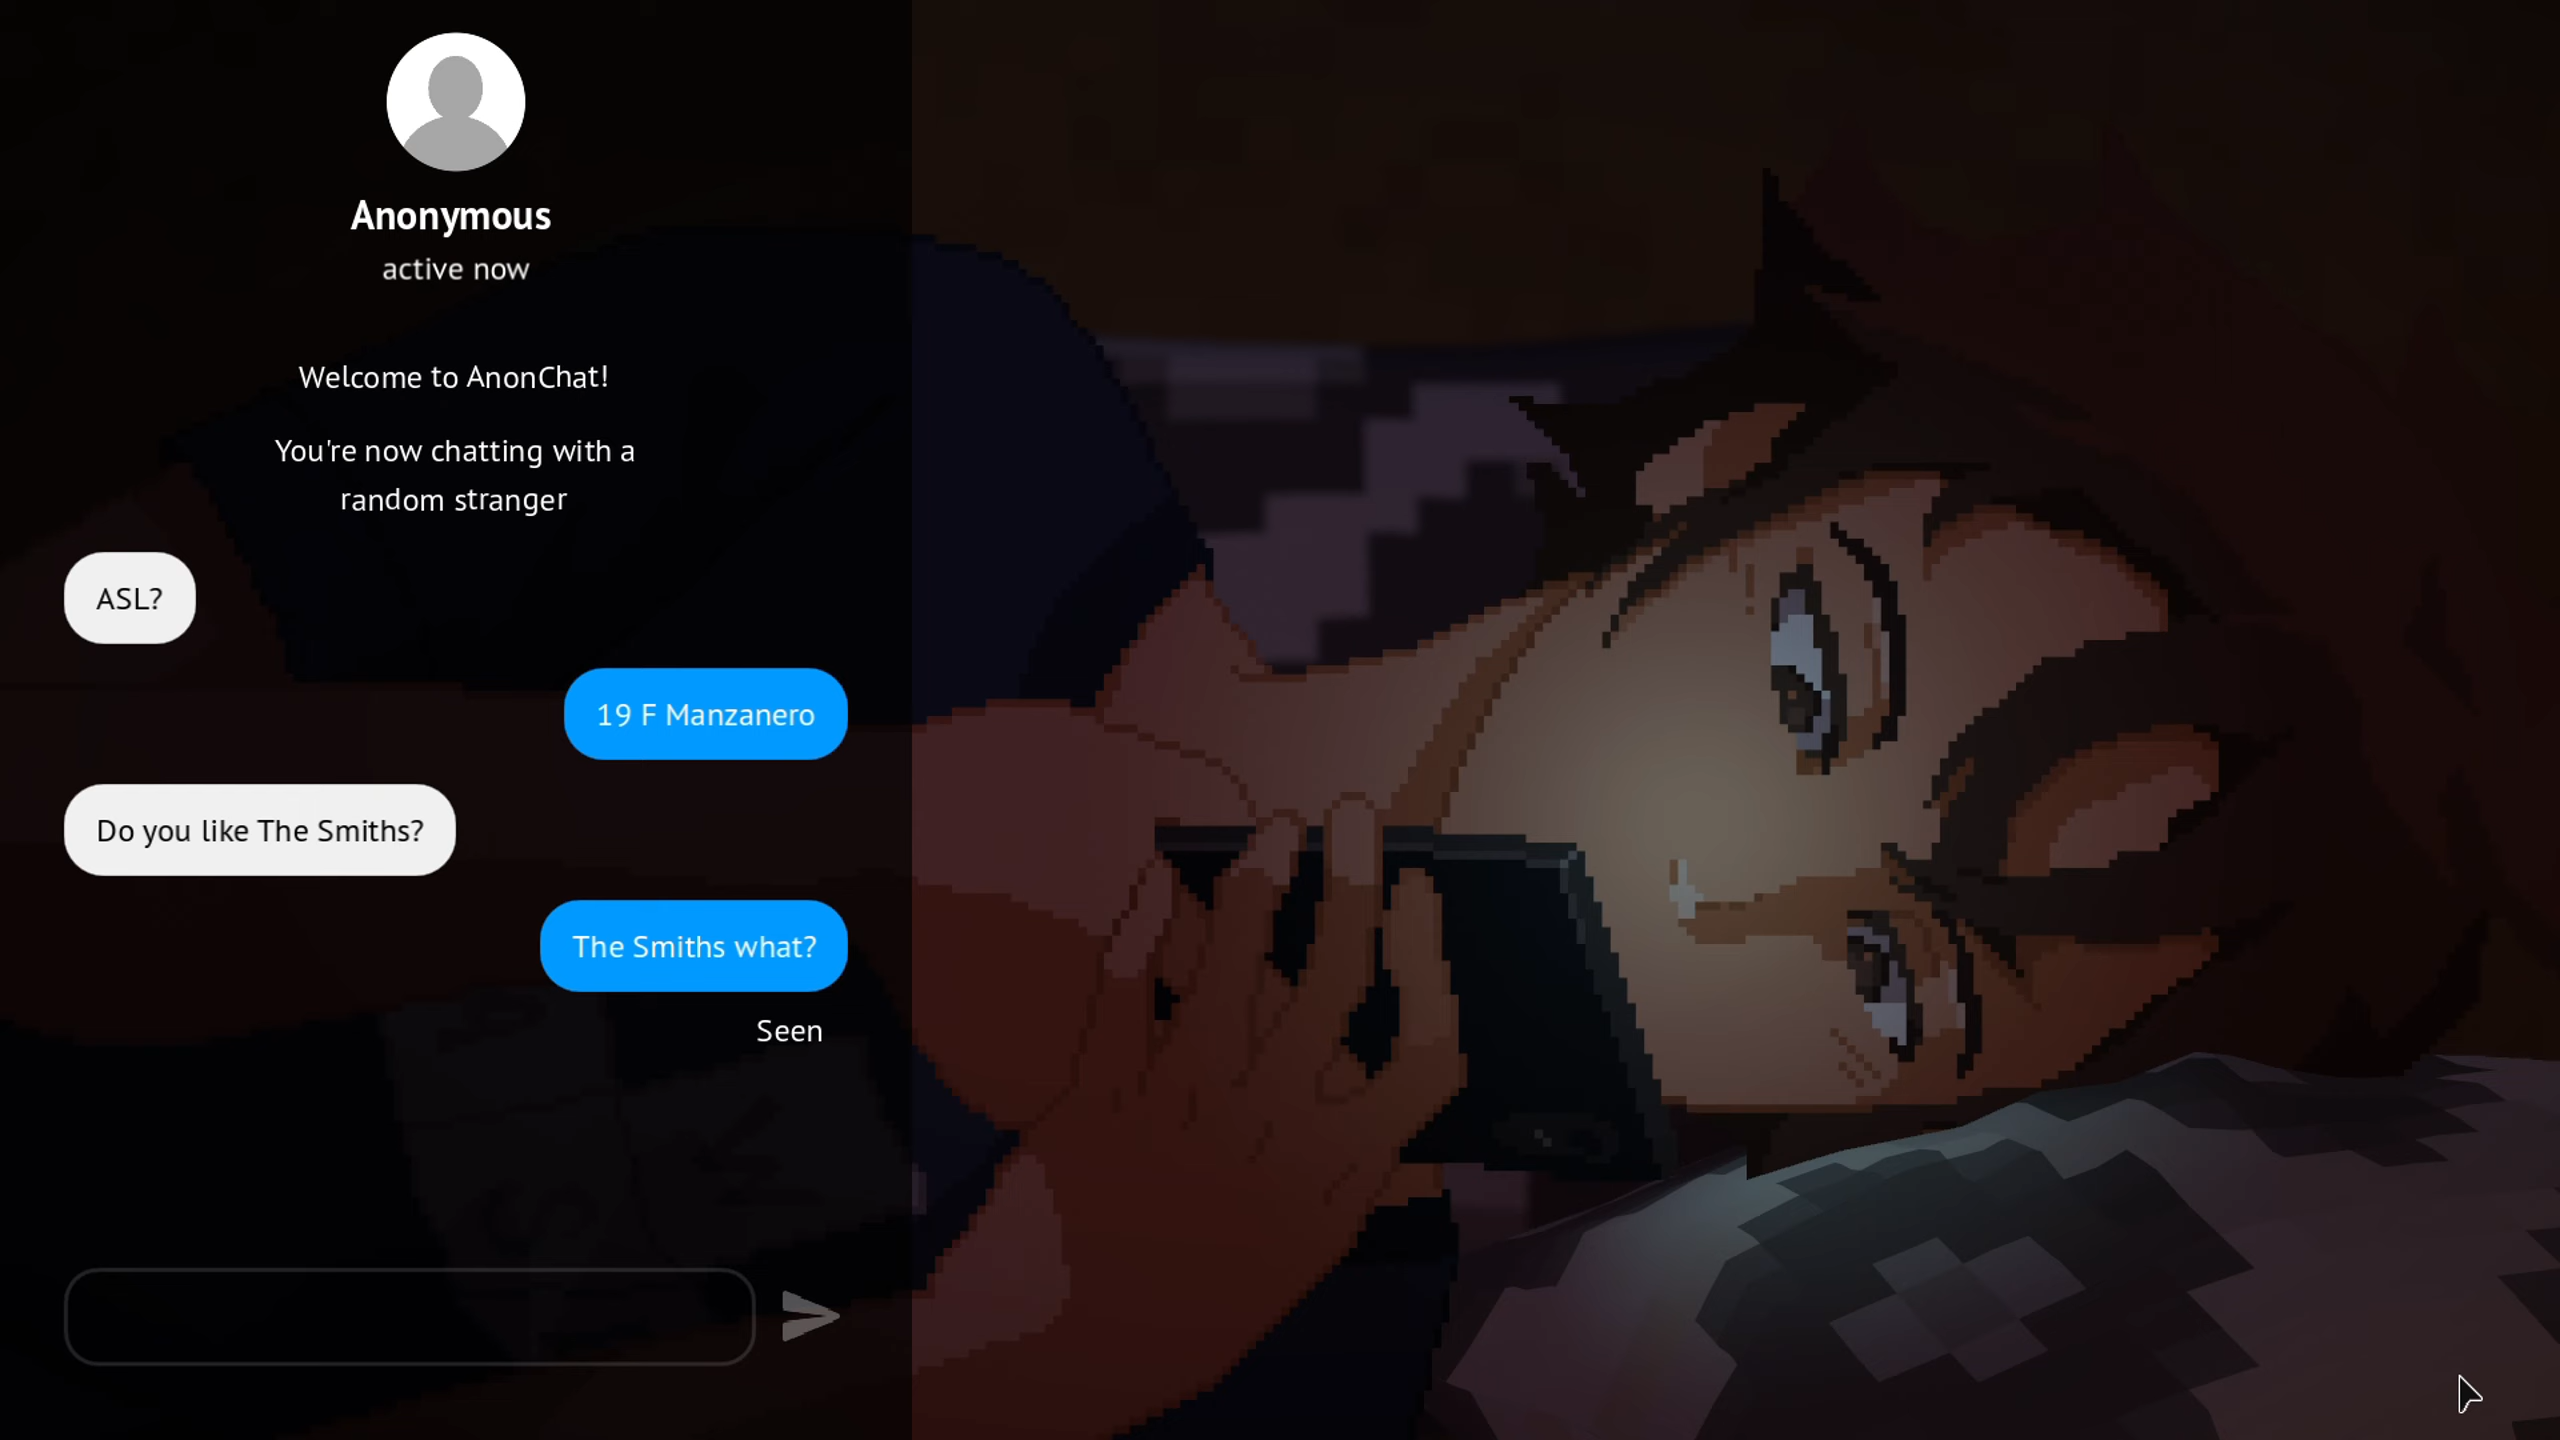 Anonymous
active now
Welcome to AnonChat!
You're now chatting with a
random stranger
ASL?
19 F Manzanero
Do you like The Smiths?
The Smiths what?
Seen